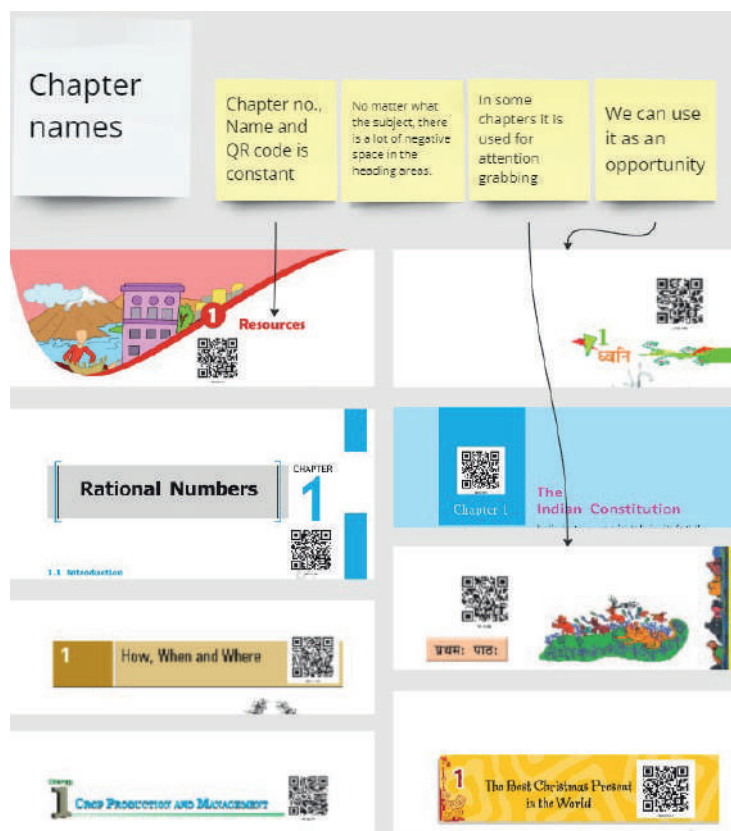 Chapter
names
Chapter no.,
Name and
QR code is
constant
No matter what
the subject, there
is a lot of negative
space in the
heading areas.
In some
chapters it is
used for
attention
grabbing
We can use
it as an
opportunity
1
Resources
1
ध्वनि
Rational Numbers
CHAPTER
1
1.1 Introduction
Chapter 1
The
Indian Constitution
प्रथमः पाठः
1
How, When and Where
1
CROP PRODUCTION AND MANAGEMENT
1
The Best Christmas Present
in the World